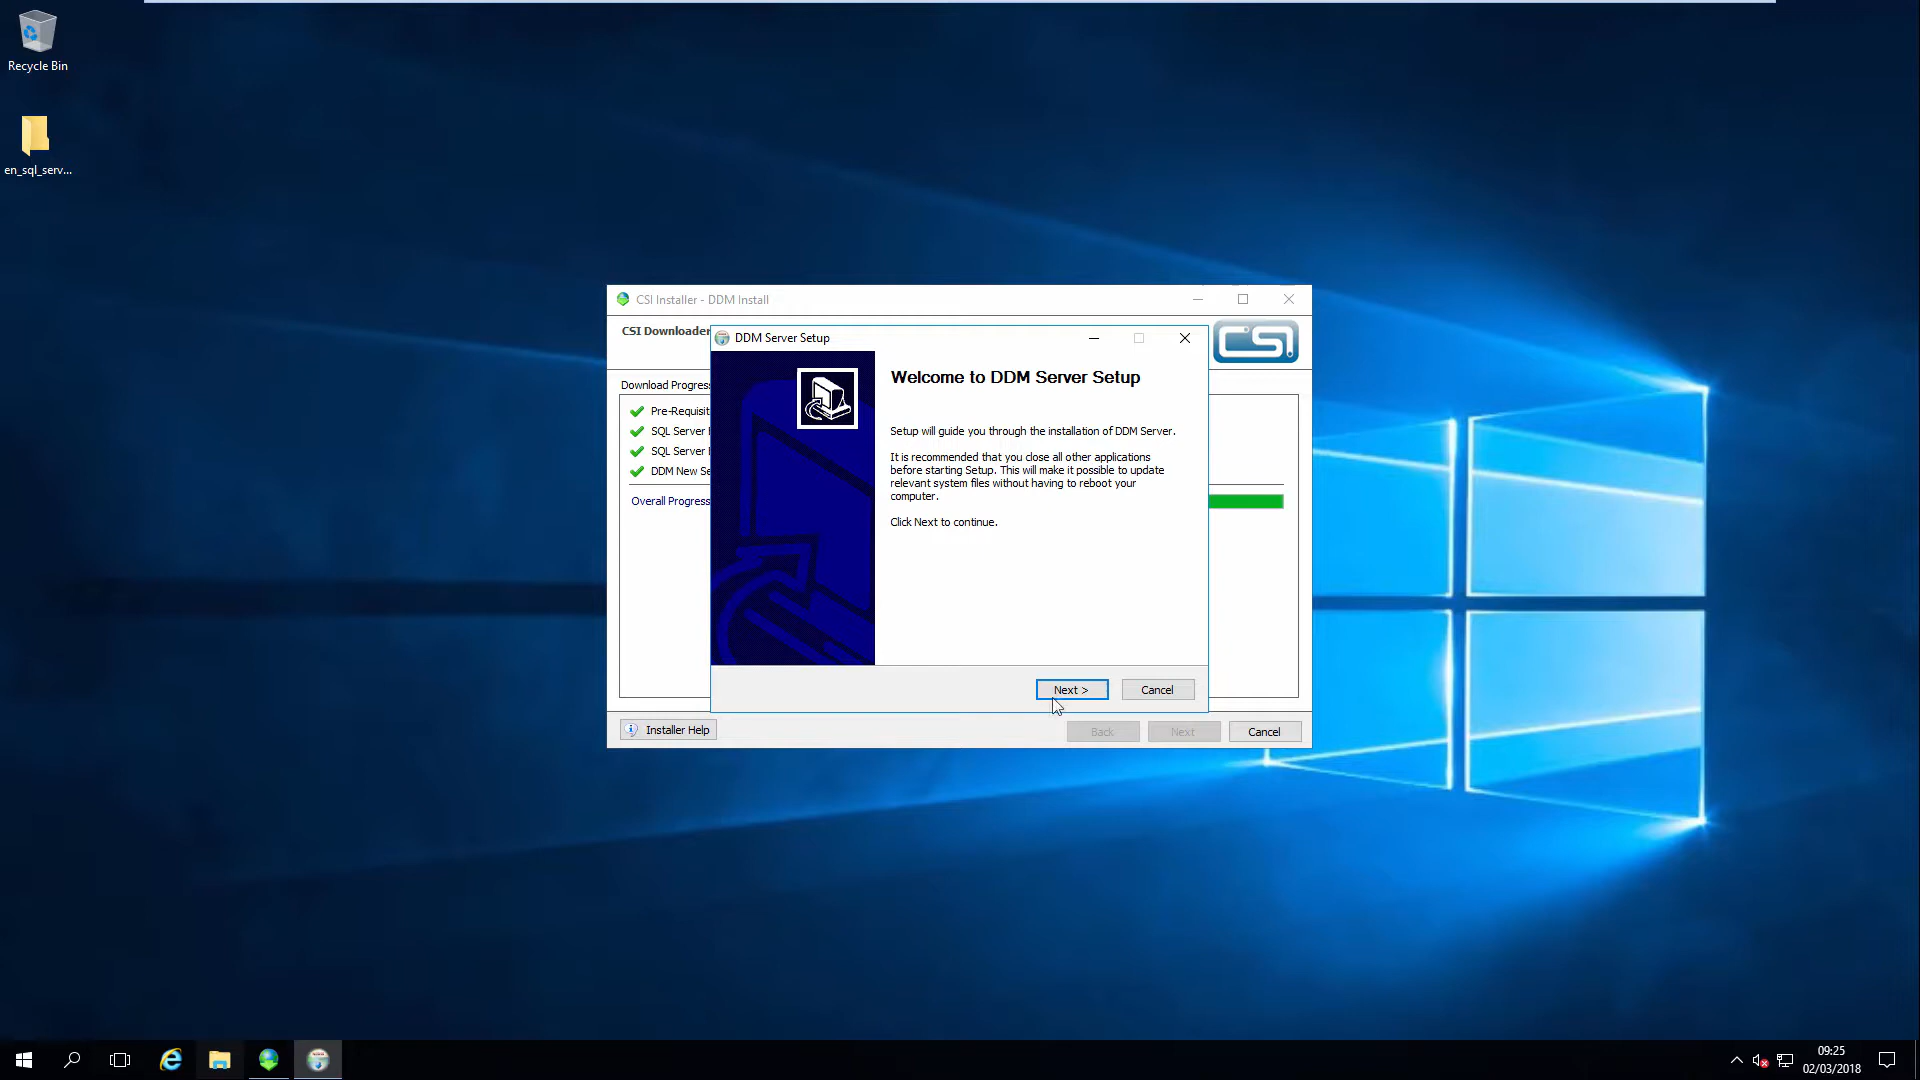 Recycle Bin
en_sql_serv...
CSI Installer - DDM Install
CSI Downloader
CSI
DDM Server Setup
Welcome to DDM Server Setup
Download Progres
Pre-Requisit
SQL Server
SQL Server
DDM New Se
Overall Progress
Setup will guide you through the installation of DDM Server.
It is recommended that you close all other applications
before starting Setup. This will make it possible to update
relevant system files without having to reboot your
computer.
Click Next to continue.
Next >
Cancel
Installer Help
Back
Next
Cancel
09:25
02/03/2018